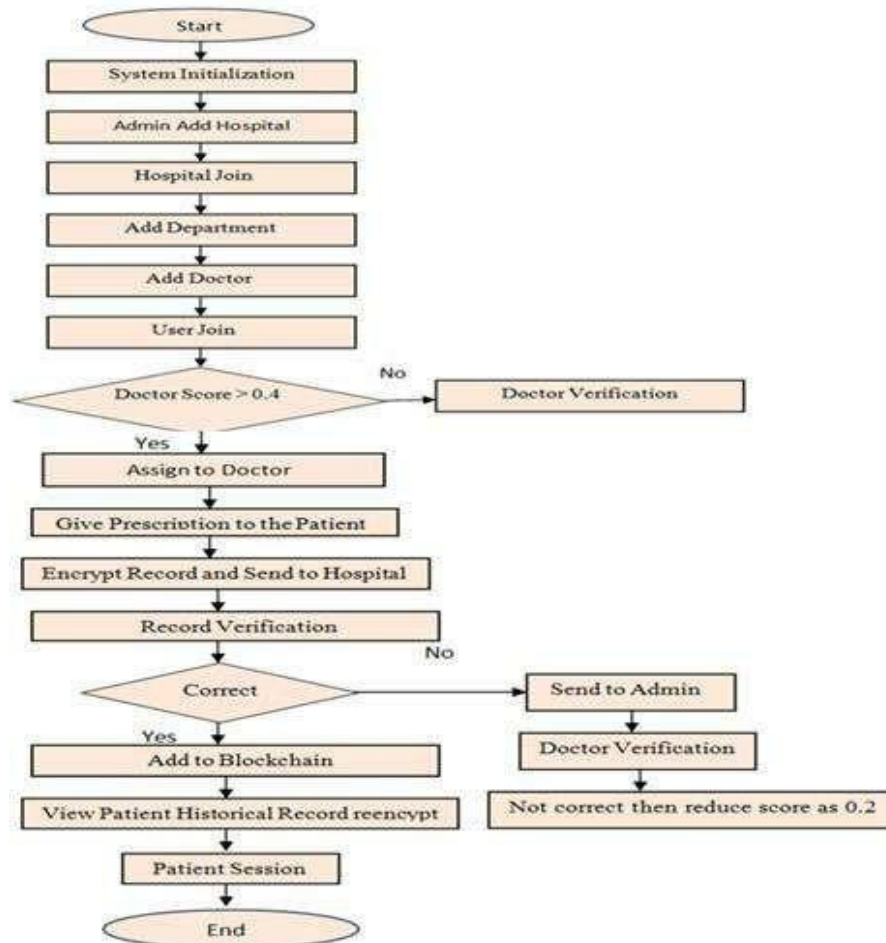 Start
System Initialization
Admin Add Hospital
Hospital Join
Add Department
Add Doctor
User Join
Doctor Score > 0.4
No
Doctor Verification
Yes
Assign to Doctor
Give Prescription to the Patient
Encrypt Record and Send to Hospital
Record Verification
No
Correct
Send to Admin
Yes
Doctor Verification
Add to Blockchain
Not correct then reduce score as 0.2
View Patient Historical Record reencypt
Patient Session
End